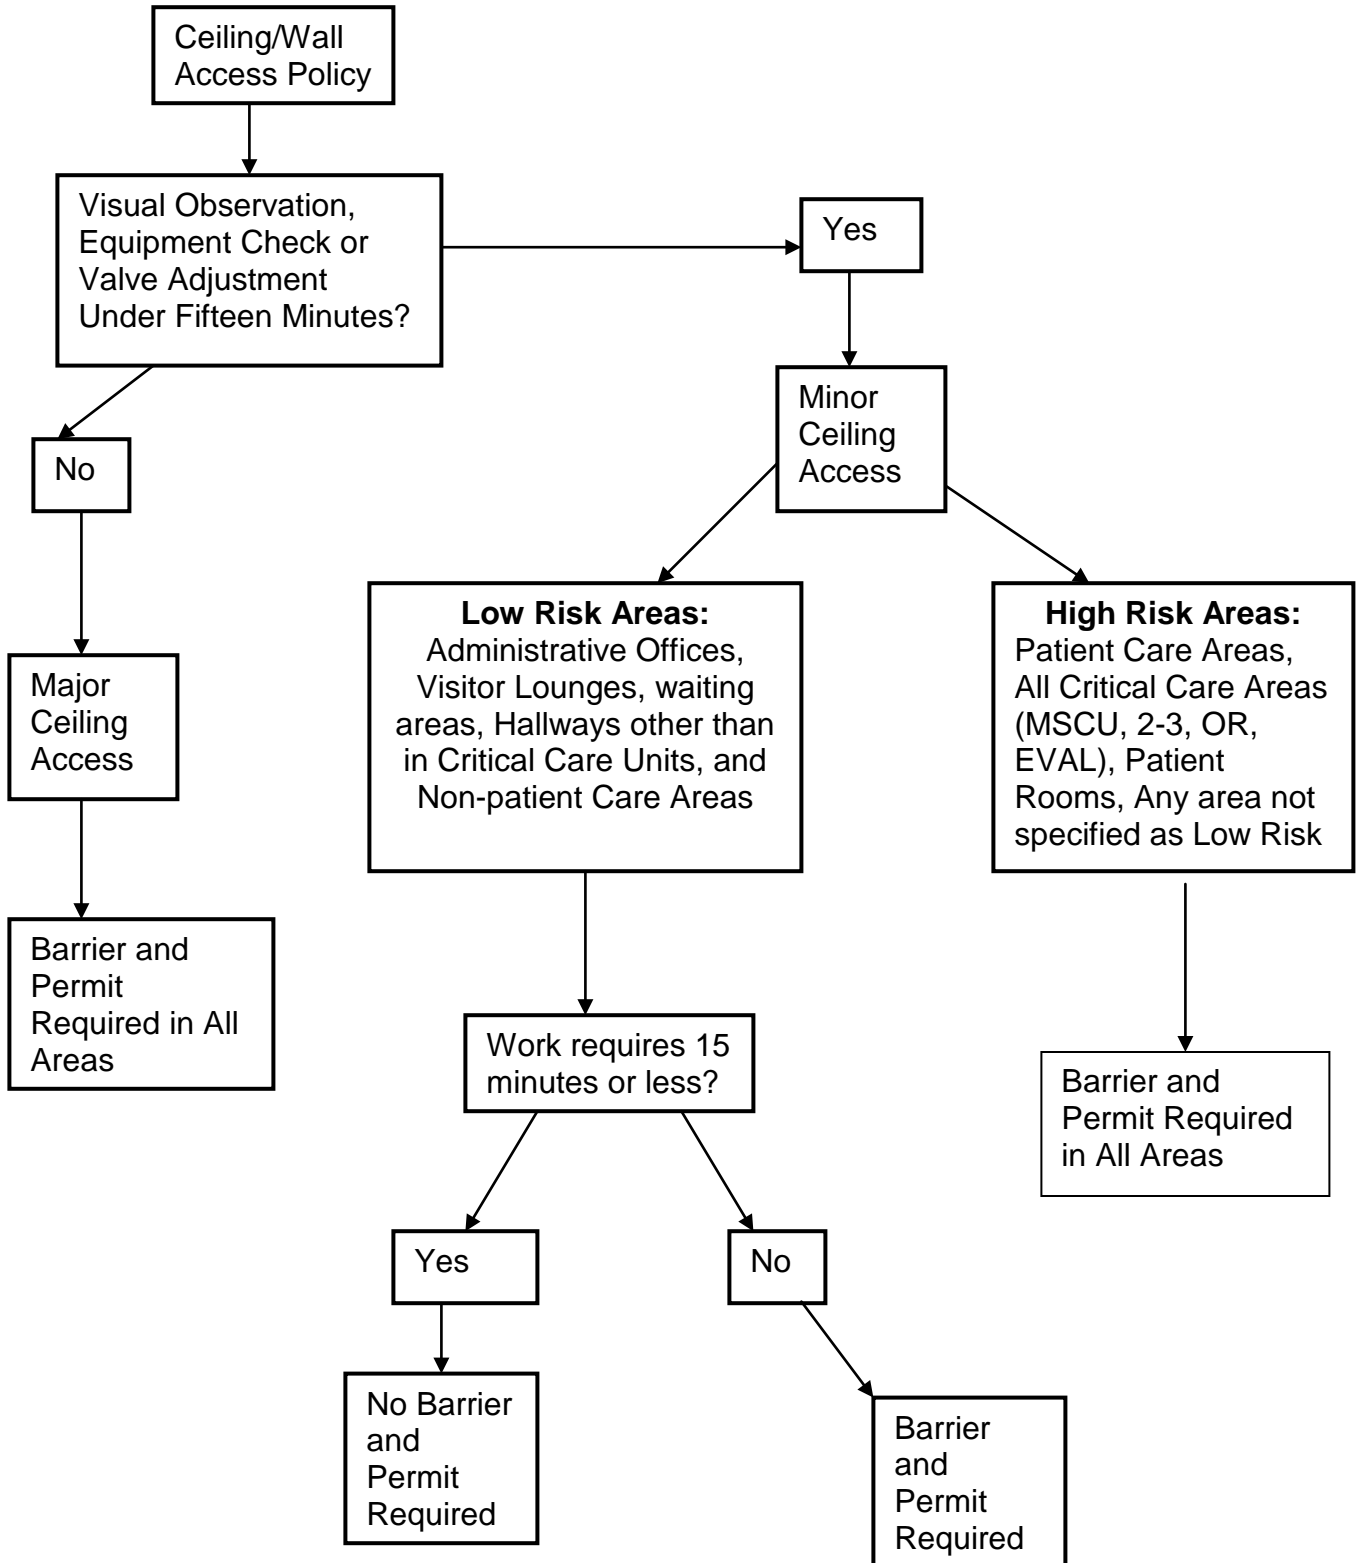 Ceiling/Wall
Access Policy
Visual Observation,
Equipment Check or
Valve Adjustment
Under Fifteen Minutes?
Yes
No
Minor
Ceiling
Access
Major
Ceiling
Access
Low Risk Areas:
Administrative Offices,
Visitor Lounges, waiting
areas, Hallways other than
in Critical Care Units, and
Non-patient Care Areas
High Risk Areas:
Patient Care Areas,
All Critical Care Areas
(MSCU, 2-3, OR,
EVAL), Patient
Rooms, Any area not
specified as Low Risk
Barrier and
Permit
Required in All
Areas
Work requires 15
minutes or less?
Barrier and
Permit Required
in All Areas
Yes
No
No Barrier
and
Permit
Required
Barrier
and
Permit
Required